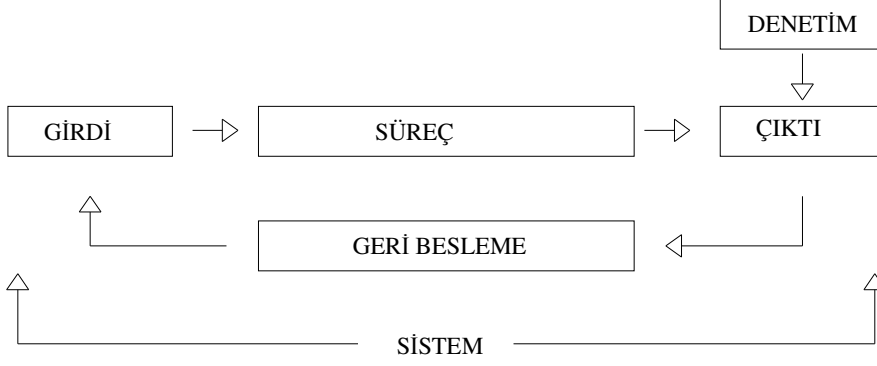 DENETİM
GİRDİ
SÜREÇ
ÇIKTI
GERİ BESLEME
SİSTEM